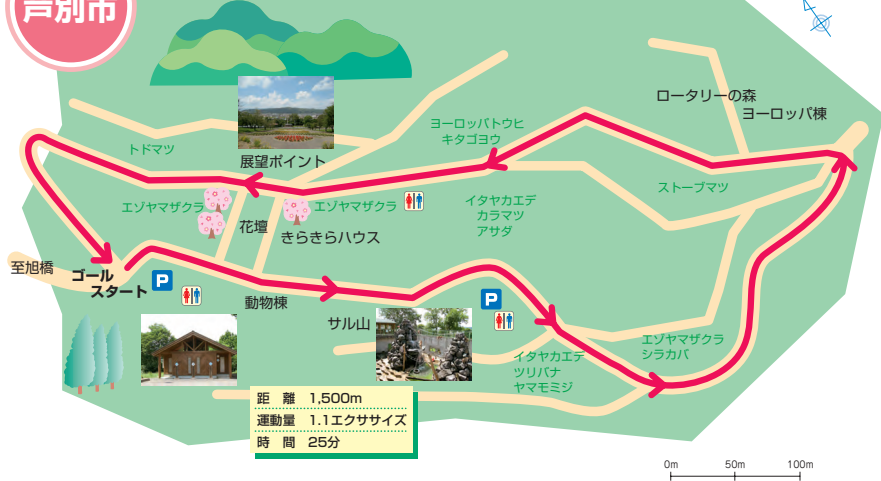 芦別市
ロータリーの森
ヨーロッパ棟
ヨーロッパトウヒ
キタゴヨウ
トドマツ
展望ポイント
ストーブマツ
エゾヤマザクラ
エゾヤマザクラ
イタヤカエデ
カラマツ
アサダ
花壇
きらきらハウス
至旭橋
ゴール
スタート
P
動物棟
P
サル山
エゾヤマザクラ
シラカバ
イタヤカエデ
ツリバナ
ヤマモミジ
距 離 1,500m
運動量 1.1エクササイズ
時 間 25分
0m 50m 100m